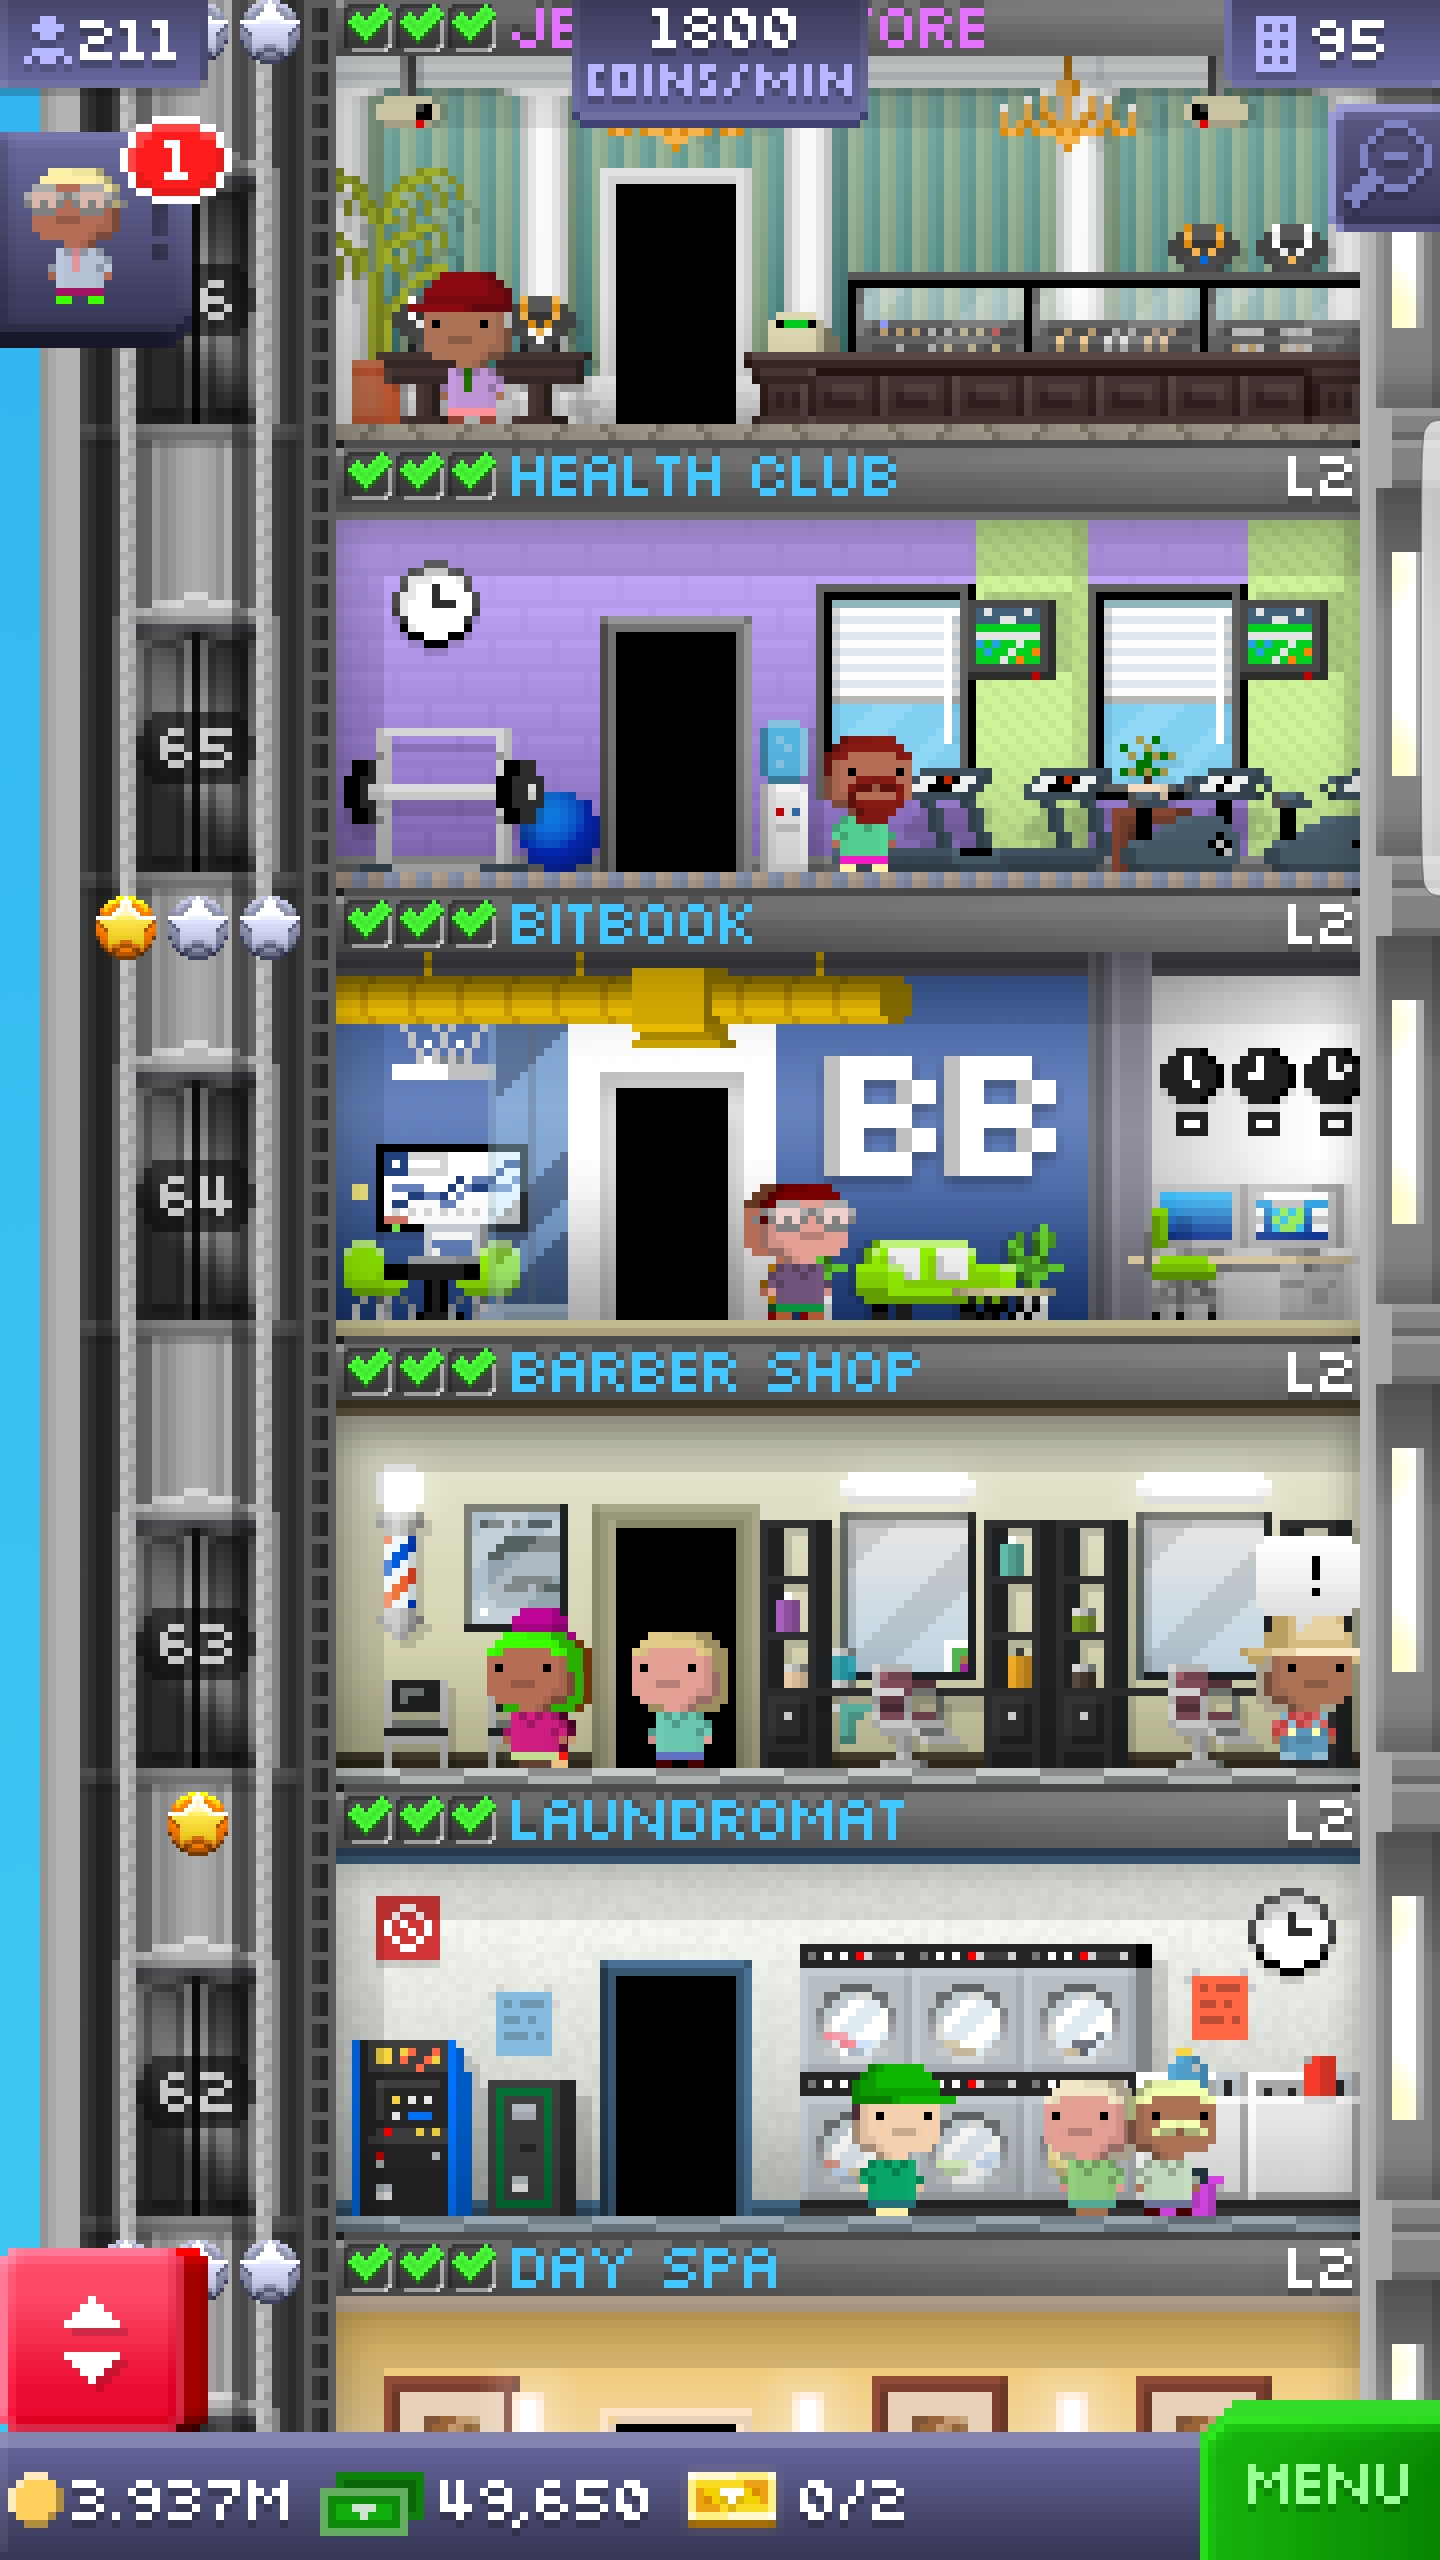 211
1800
COINS/MIN
95
1
JE
ORE
6
HEALTH CLUB L2
65
BITBOOK L2
BB
64
BARBER SHOP L2
!
63
LAUNDROMAT L2
62
DAY SPA L2
3.937M 49,650 0/2 MENU